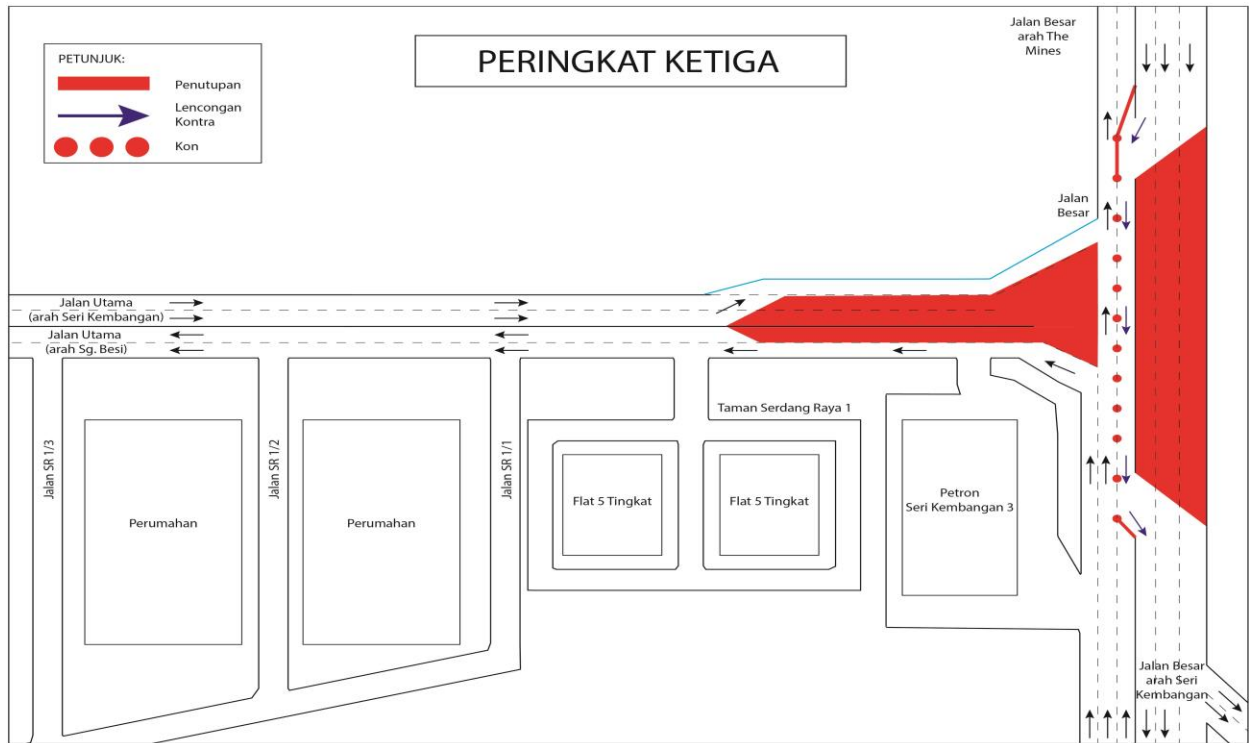 PERINGKAT KETIGA
PETUNJUK:
Penutupan
Lencongan
Kontra
Kon
Jalan Besar
arah The
Mines
Jalan
Besar
Jalan Utama
(arah Seri Kembangan)
Jalan Utama
(arah Sg. Besi)
Taman Serdang Raya 1
Jalan SR 1/3
Jalan SR 1/2
Jalan SR 1/1
Perumahan
Perumahan
Flat 5 Tingkat
Flat 5 Tingkat
Petron
Seri Kembangan 3
Jalan Besar
arah Seri
Kembangan